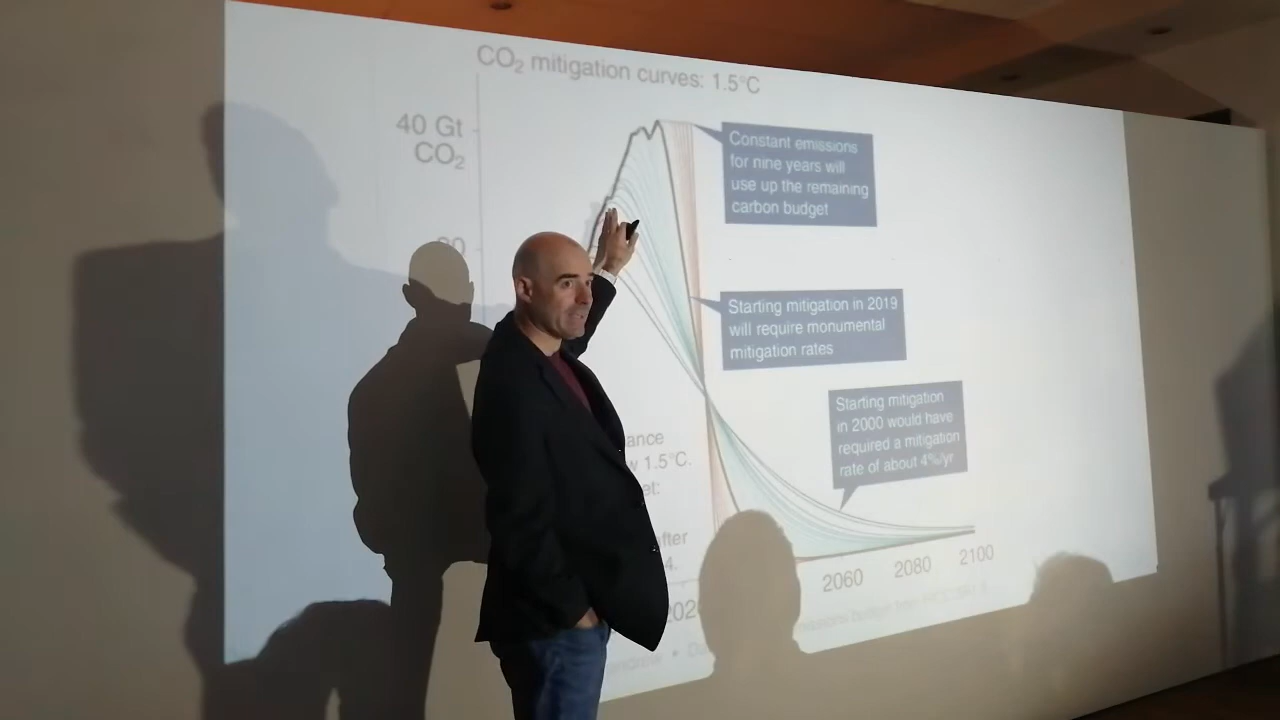 CO₂ mitigation curves: 1.5°C
40 Gt
CO₂
Constant emissions
for nine years will
use up the remaining
carbon budget
Starting mitigation in 2019
will require monumental
mitigation rates
Starting mitigation
in 2000 would have
required a mitigation
rate of about 4%/yr
1.5°C.
2060
2080
2100